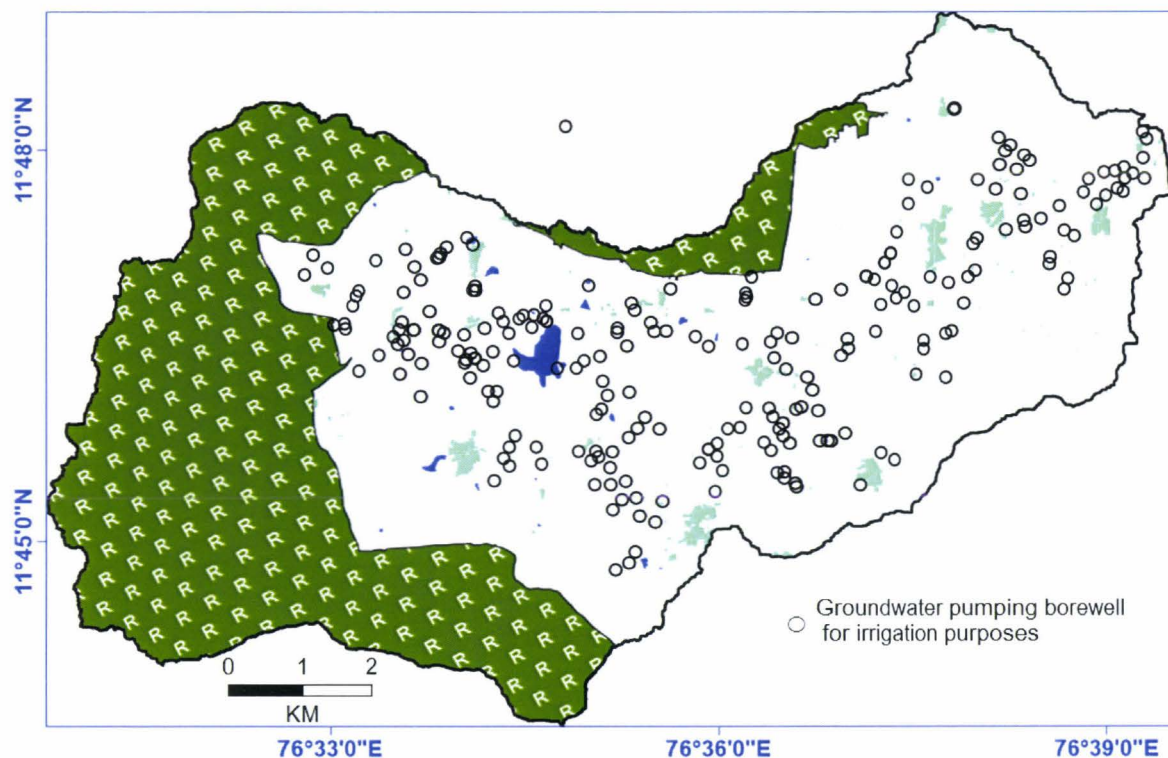 11°48'0"N
11°45'0"N
Groundwater pumping borewell
for irrigation purposes
0 1 2
KM
76°33'0"E 76°36'0"E 76°39'0"E